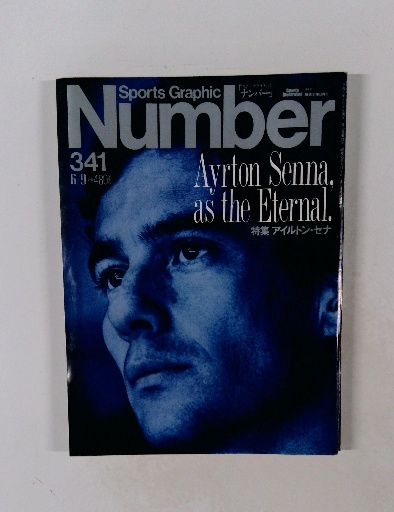 Sports Graphic
「ナンバー」
Number
341
6/9
Ayrton Senna,
as the Eternal.
特集 アイルトン・セナ